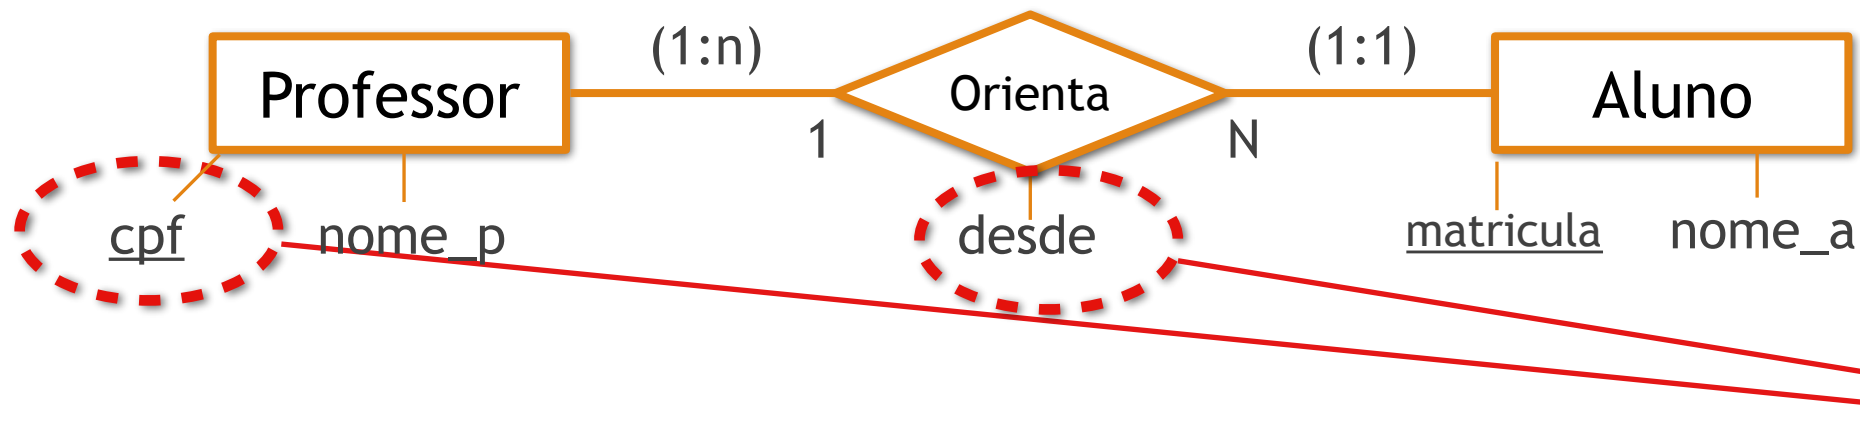 Professor
(1:n)
Orienta
(1:1)
Aluno
1
N
cpf
nome_p
desde
matricula
nome_a